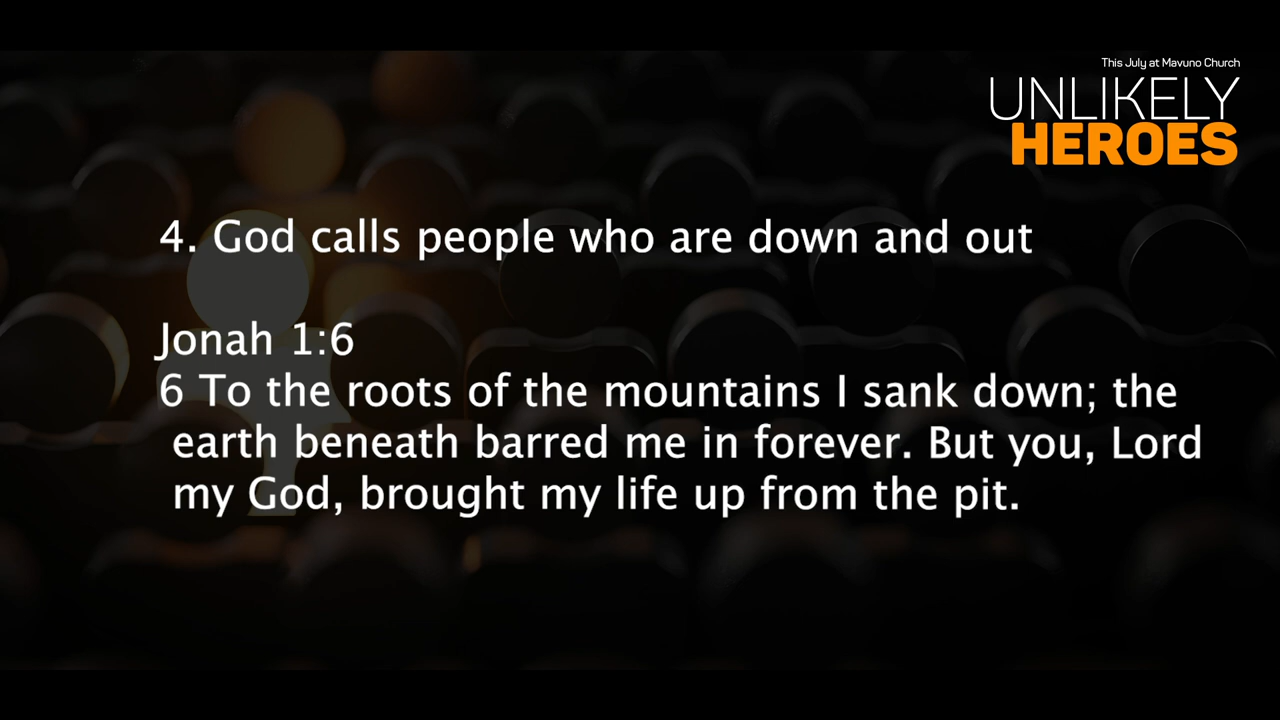 This July at Mavuno Church
UNLIKELY
HEROES
4. God calls people who are down and out
Jonah 1:6
6 To the roots of the mountains I sank down; the
earth beneath barred me in forever. But you, Lord
my God, brought my life up from the pit.